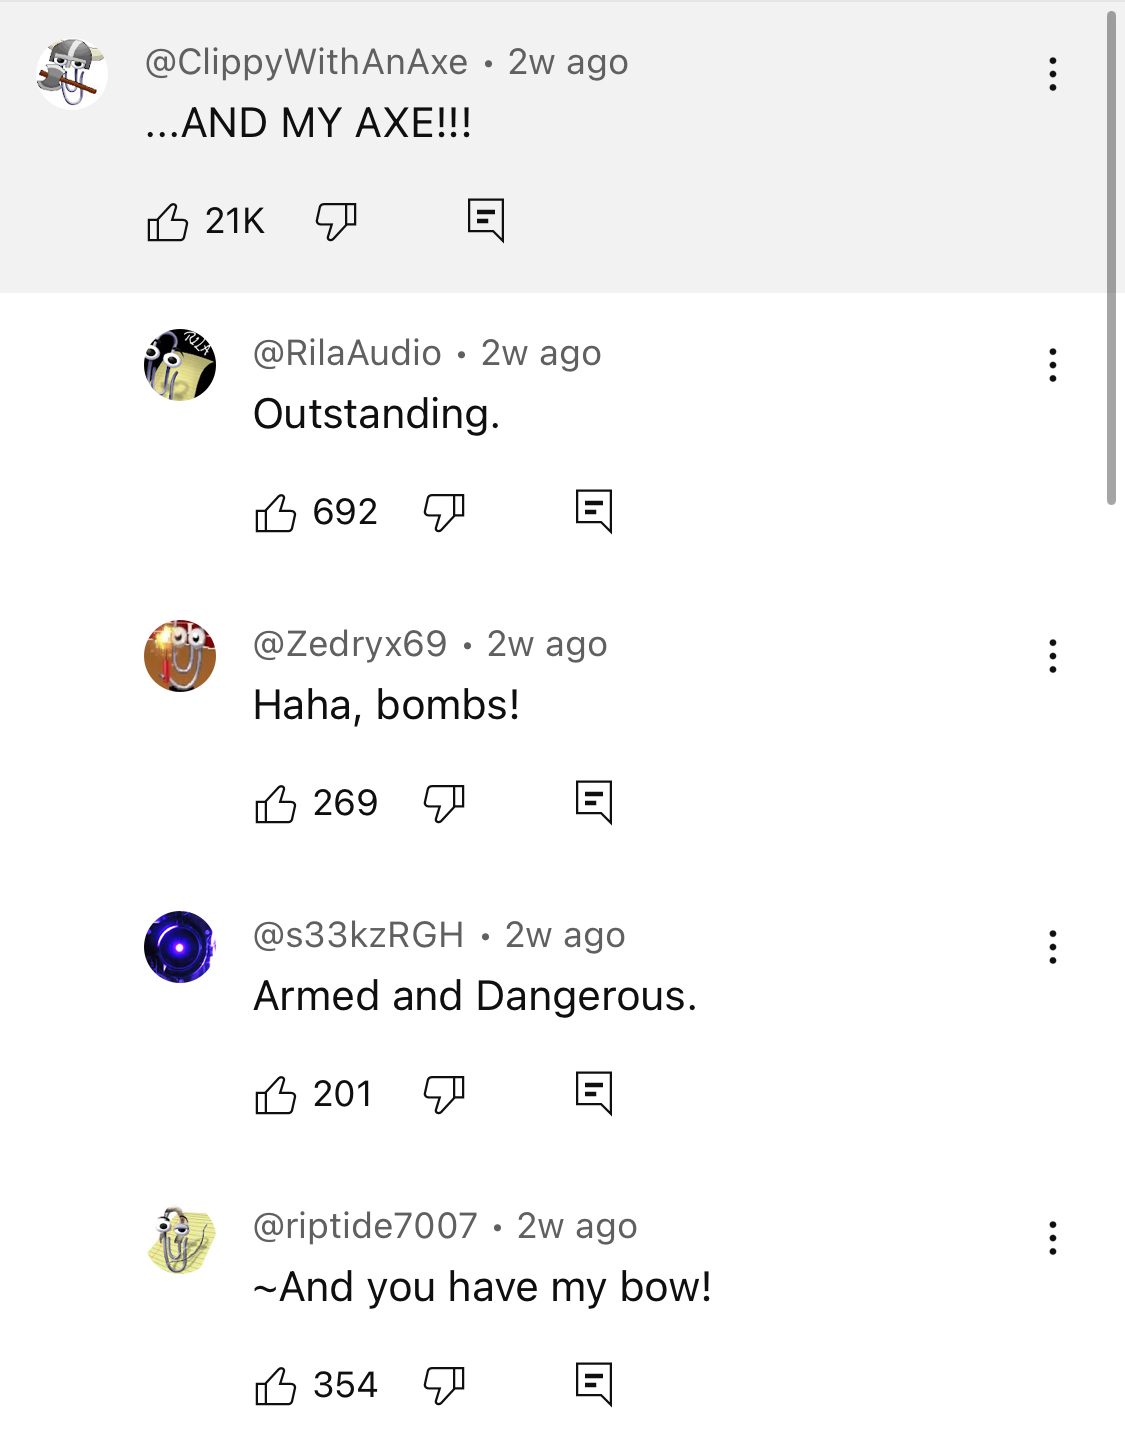 @ClippyWithAnAxe • 2w ago
...AND MY AXE!!!
21K
RILA
@RilaAudio • 2w ago
Outstanding.
692
@Zedryx69 • 2w ago
Haha, bombs!
269
@s33kzRGH • 2w ago
Armed and Dangerous.
201
@riptide7007 • 2w ago
~And you have my bow!
354